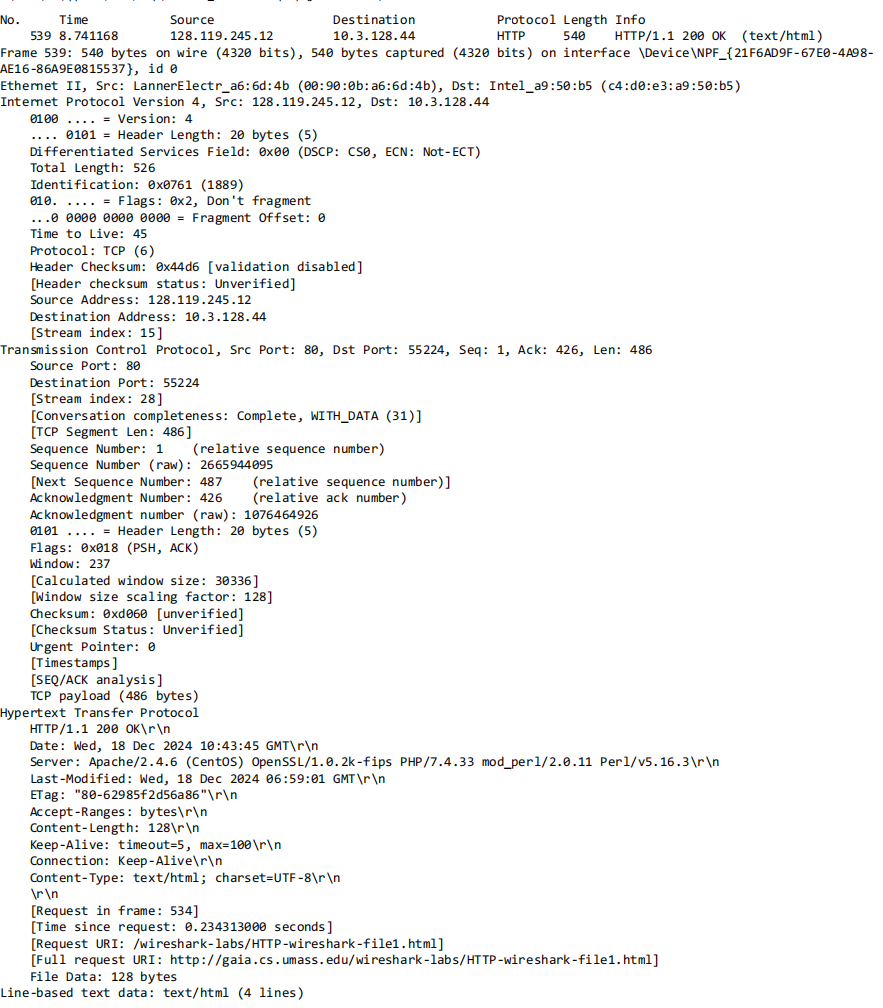 No. Time Source Destination Protocol Length Info
539 8.741168 128.119.245.12 10.3.128.44 HTTP 540 HTTP/1.1 200 OK (text/html)
Frame 539: 540 bytes on wire (4320 bits), 540 bytes captured (4320 bits) on interface \Device\NPF_{21F6AD9F-67E0-4A98-
AE16-86A9E0815537}, id 0
Ethernet II, Src: LannerElectr_a6:6d:4b (00:90:0b:a6:6d:4b), Dst: Intel_a9:50:b5 (c4:d0:e3:a9:50:b5)
Internet Protocol Version 4, Src: 128.119.245.12, Dst: 10.3.128.44
0100 .... = Version: 4
.... 0101 = Header Length: 20 bytes (5)
Differentiated Services Field: 0x00 (DSCP: CS0, ECN: Not-ECT)
Total Length: 526
Identification: 0x0761 (1889)
010. .... = Flags: 0x2, Don't fragment
...0 0000 0000 0000 = Fragment Offset: 0
Time to Live: 45
Protocol: TCP (6)
Header Checksum: 0x44d6 [validation disabled]
[Header checksum status: Unverified]
Source Address: 128.119.245.12
Destination Address: 10.3.128.44
[Stream index: 15]
Transmission Control Protocol, Src Port: 80, Dst Port: 55224, Seq: 1, Ack: 426, Len: 486
Source Port: 80
Destination Port: 55224
[Stream index: 28]
[Conversation completeness: Complete, WITH_DATA (31)]
[TCP Segment Len: 486]
Sequence Number: 1 (relative sequence number)
Sequence Number (raw): 2665944095
[Next Sequence Number: 487 (relative sequence number)]
Acknowledgment Number: 426 (relative ack number)
Acknowledgment number (raw): 1076464926
0101 .... = Header Length: 20 bytes (5)
Flags: 0x018 (PSH, ACK)
Window: 237
[Calculated window size: 30336]
[Window size scaling factor: 128]
Checksum: 0xd060 [unverified]
[Checksum Status: Unverified]
Urgent Pointer: 0
[Timestamps]
[SEQ/ACK analysis]
TCP payload (486 bytes)
Hypertext Transfer Protocol
HTTP/1.1 200 OK\r\n
Date: Wed, 18 Dec 2024 10:43:45 GMT\r\n
Server: Apache/2.4.6 (CentOS) OpenSSL/1.0.2k-fips PHP/7.4.33 mod_perl/2.0.11 Perl/v5.16.3\r\n
Last-Modified: Wed, 18 Dec 2024 06:59:01 GMT\r\n
ETag: "80-62985f2d56a86"\r\n
Accept-Ranges: bytes\r\n
Content-Length: 128\r\n
Keep-Alive: timeout=5, max=100\r\n
Connection: Keep-Alive\r\n
Content-Type: text/html; charset=UTF-8\r\n
\r\n
[Request in frame: 534]
[Time since request: 0.234313000 seconds]
[Request URI: /wireshark-labs/HTTP-wireshark-file1.html]
[Full request URI: http://gaia.cs.umass.edu/wireshark-labs/HTTP-wireshark-file1.html]
File Data: 128 bytes
Line-based text data: text/html (4 lines)